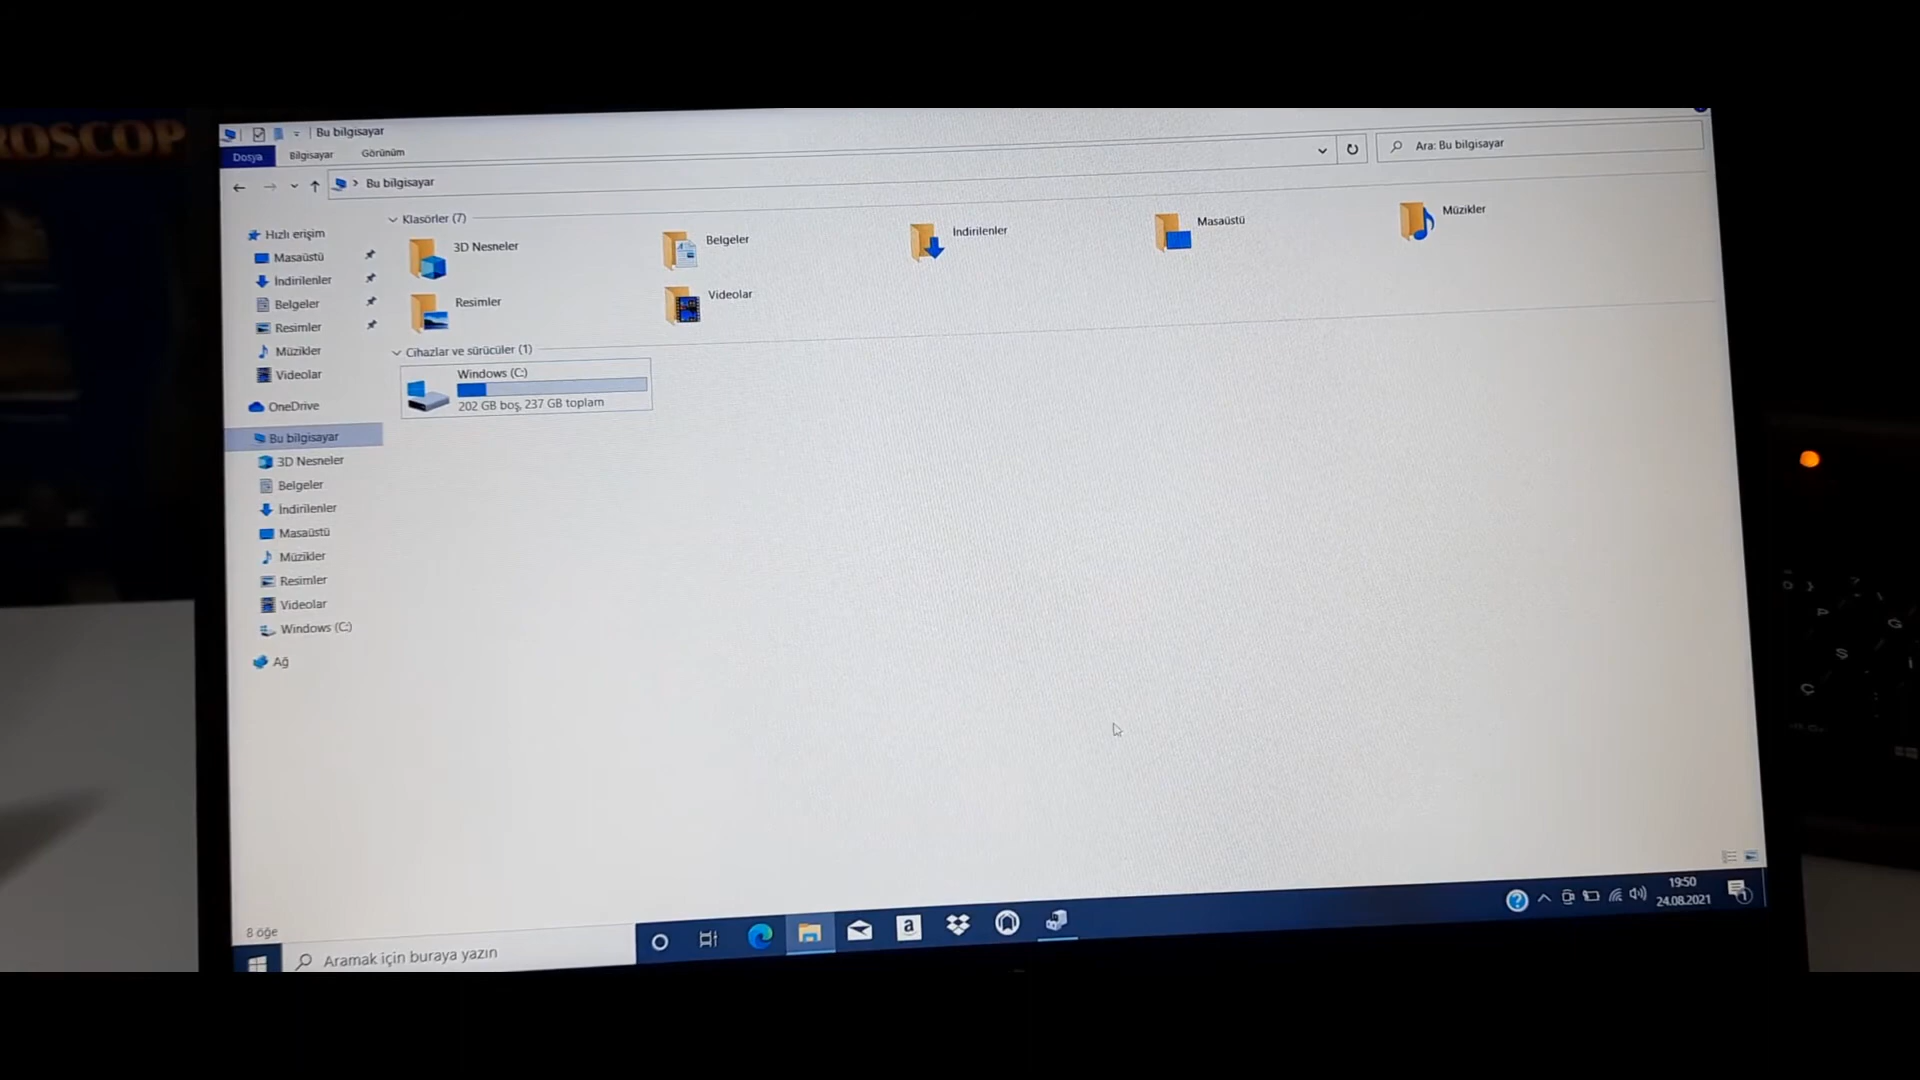 ROSCOP
Bu bilgisayar
Dosya
Bilgisayar
Görünüm
Bu bilgisayar
Ara: Bu bilgisayar
Hızlı erişim
Masaüstü
İndirilenler
Belgeler
Resimler
Müzikler
Videolar
OneDrive
Bu bilgisayar
3D Nesneler
Belgeler
İndirilenler
Masaüstü
Müzikler
Resimler
Videolar
Windows (C:)
Ağ
Klasörler (7)
3D Nesneler
Belgeler
İndirilenler
Masaüstü
Müzikler
Resimler
Videolar
Cihazlar ve sürücüler (1)
Windows (C:)
202 GB boş, 237 GB toplam
8 öğe
Aramak için buraya yazın
a
?
19:50
24.08.2021
1
P
G
Ş
İ
Ç